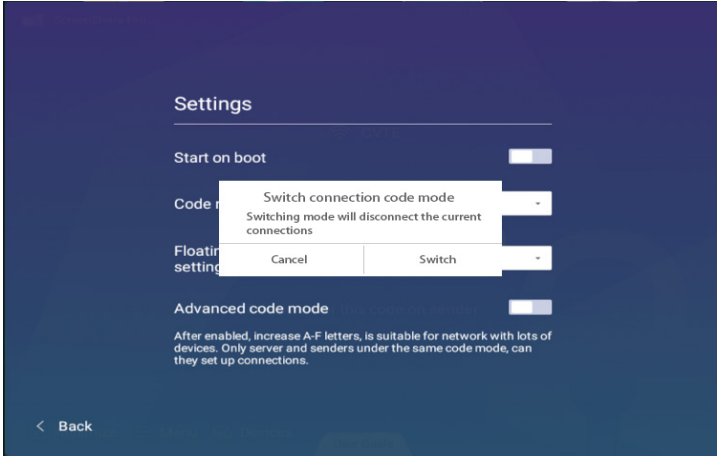 Settings
Start on boot
Code
Switch connection code mode
Switching mode will disconnect the current
connections
Cancel
Switch
setting
Advanced code mode
After enabled, increase A-F letters, is suitable for network with lots of
devices. Only server and senders under the same code mode, can
they set up connections.
< Back